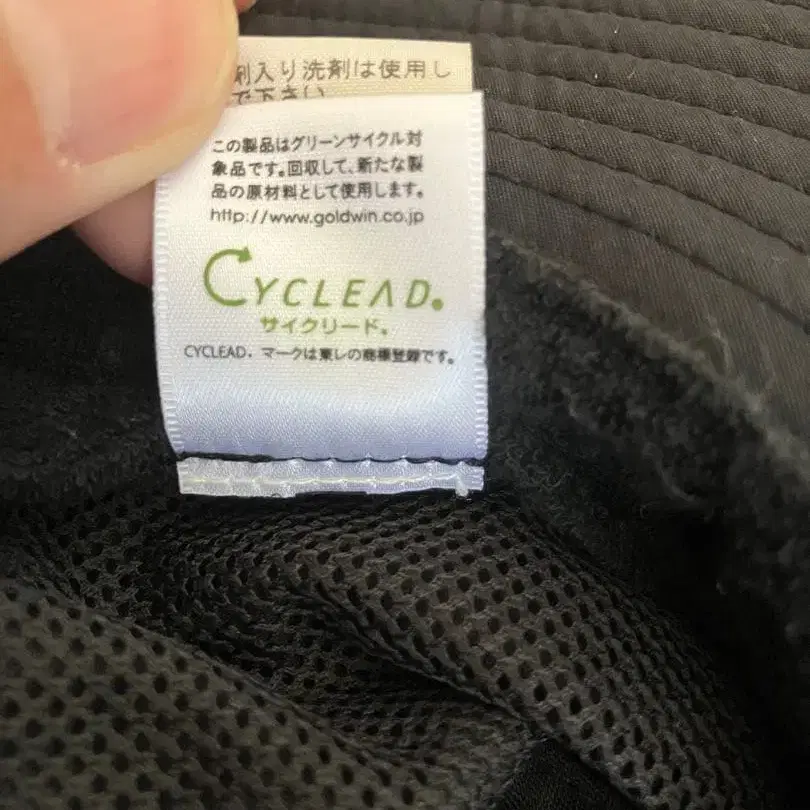 剤入り洗剤は使用し
で下さい
この製品はグリーンサイクル対
象品です。回収して、新たな製
品の原材料として使用します。
http://www.goldwin.co.jp
CYCLEAD.
サイクリード.
CYCLEAD. マークは東レの商標登録です。